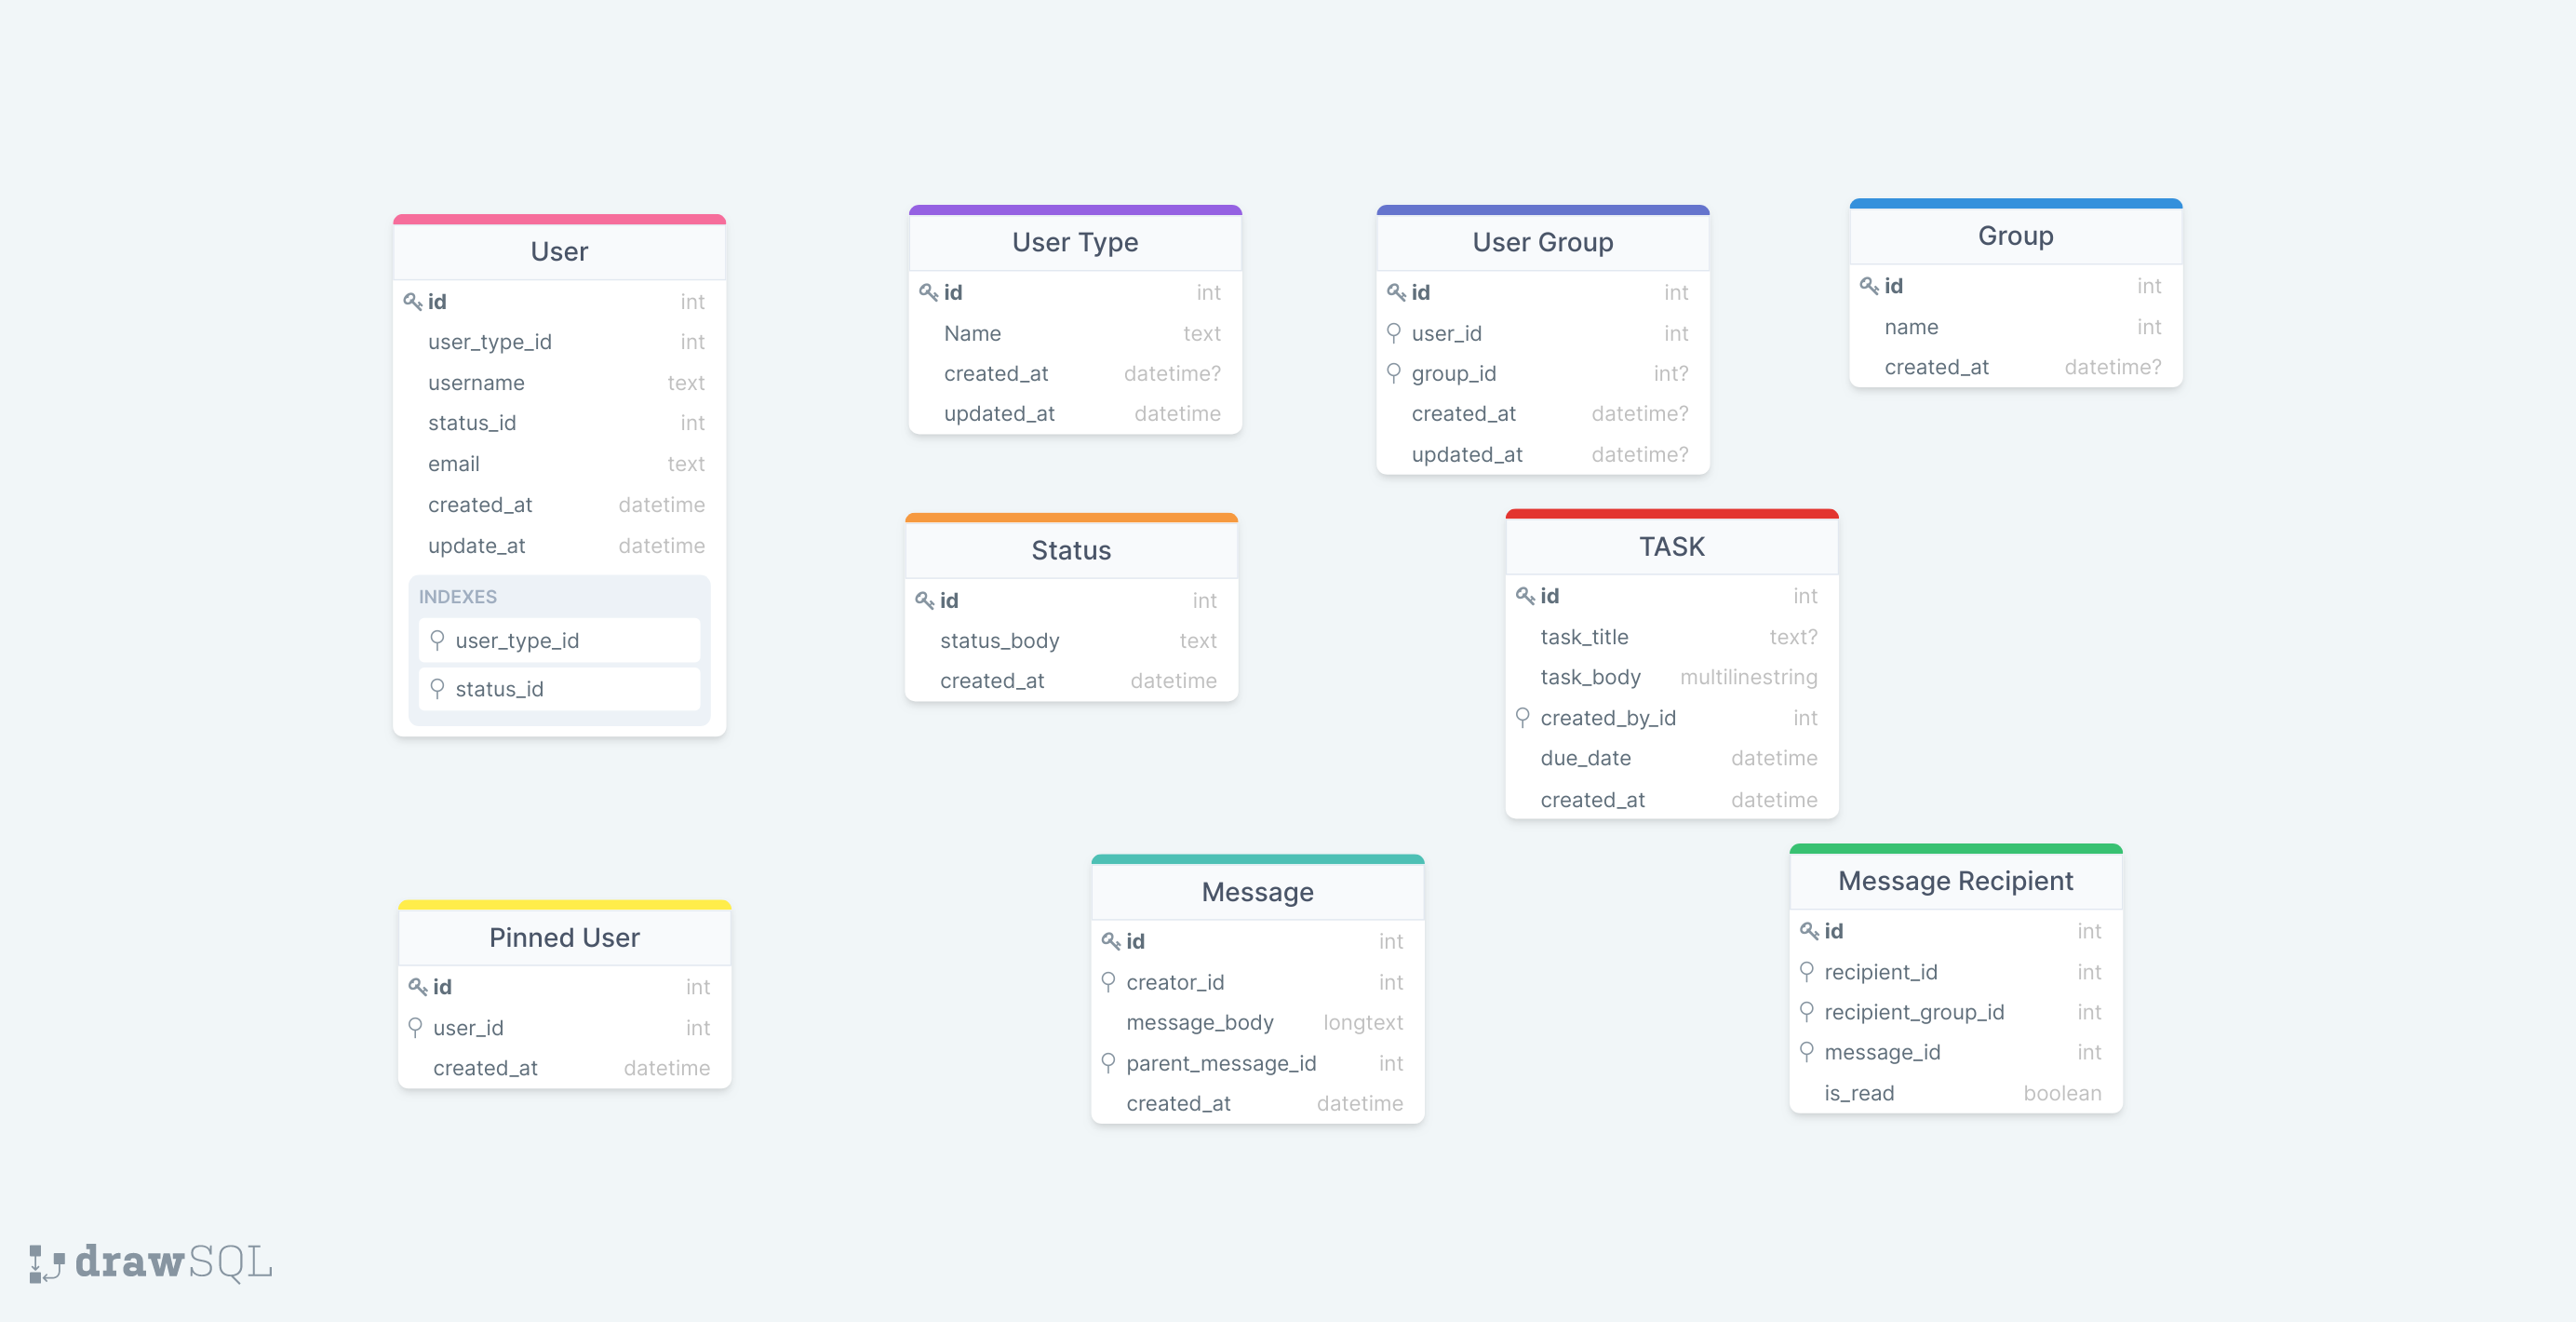 User
id int
user_type_id int
username text
status_id int
email text
created_at datetime
update_at datetime
INDEXES
user_type_id
status_id
User Type
id int
Name text
created_at datetime?
updated_at datetime
User Group
id int
user_id int
group_id int?
created_at datetime?
updated_at datetime?
Group
id int
name int
created_at datetime?
Status
id int
status_body text
created_at datetime
TASK
id int
task_title text?
task_body multilinestring
created_by_id int
due_date datetime
created_at datetime
Pinned User
id int
user_id int
created_at datetime
Message
id int
creator_id int
message_body longtext
parent_message_id int
created_at datetime
Message Recipient
id int
recipient_id int
recipient_group_id int
message_id int
is_read boolean
drawSQL